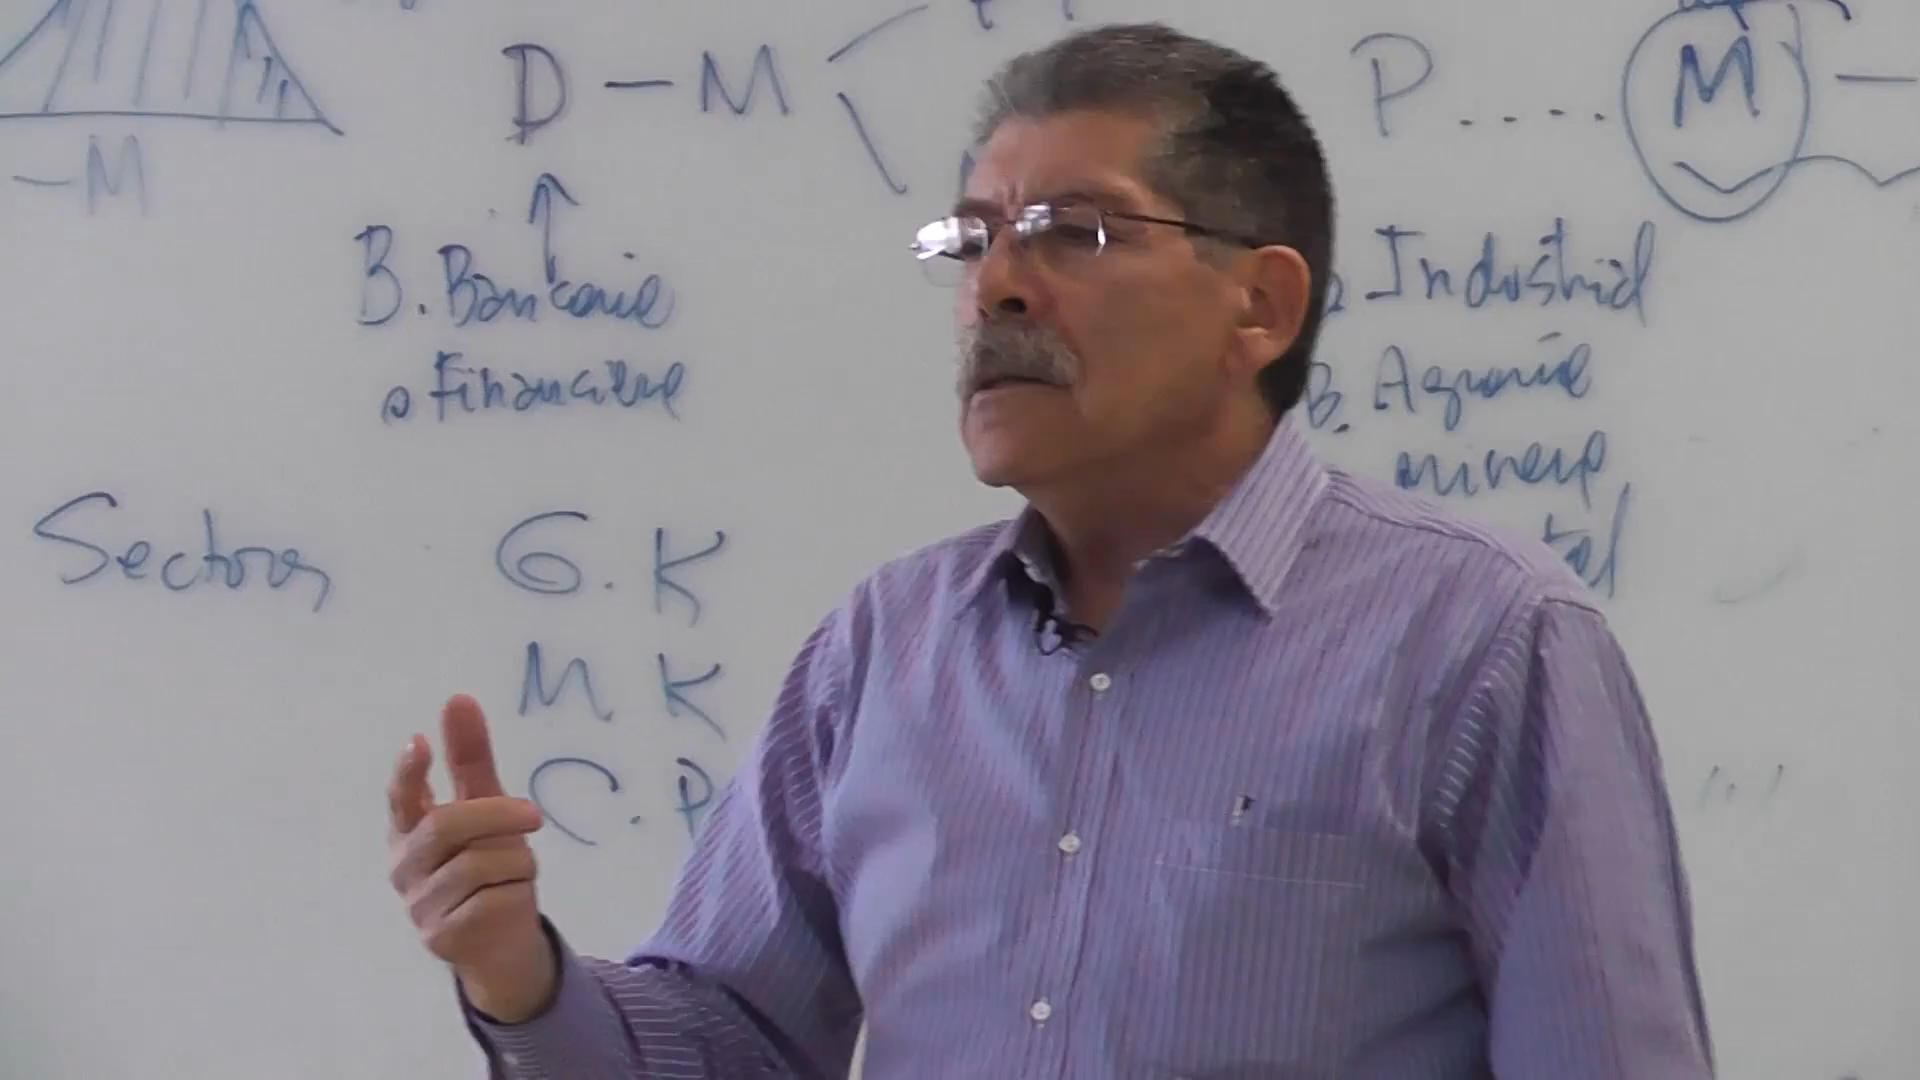 D — M
P ..... M' —
— M
B. Bancaria
o Financiera
Industrial
B. Agraria
minera
Sectores
G. K
M K
C. P